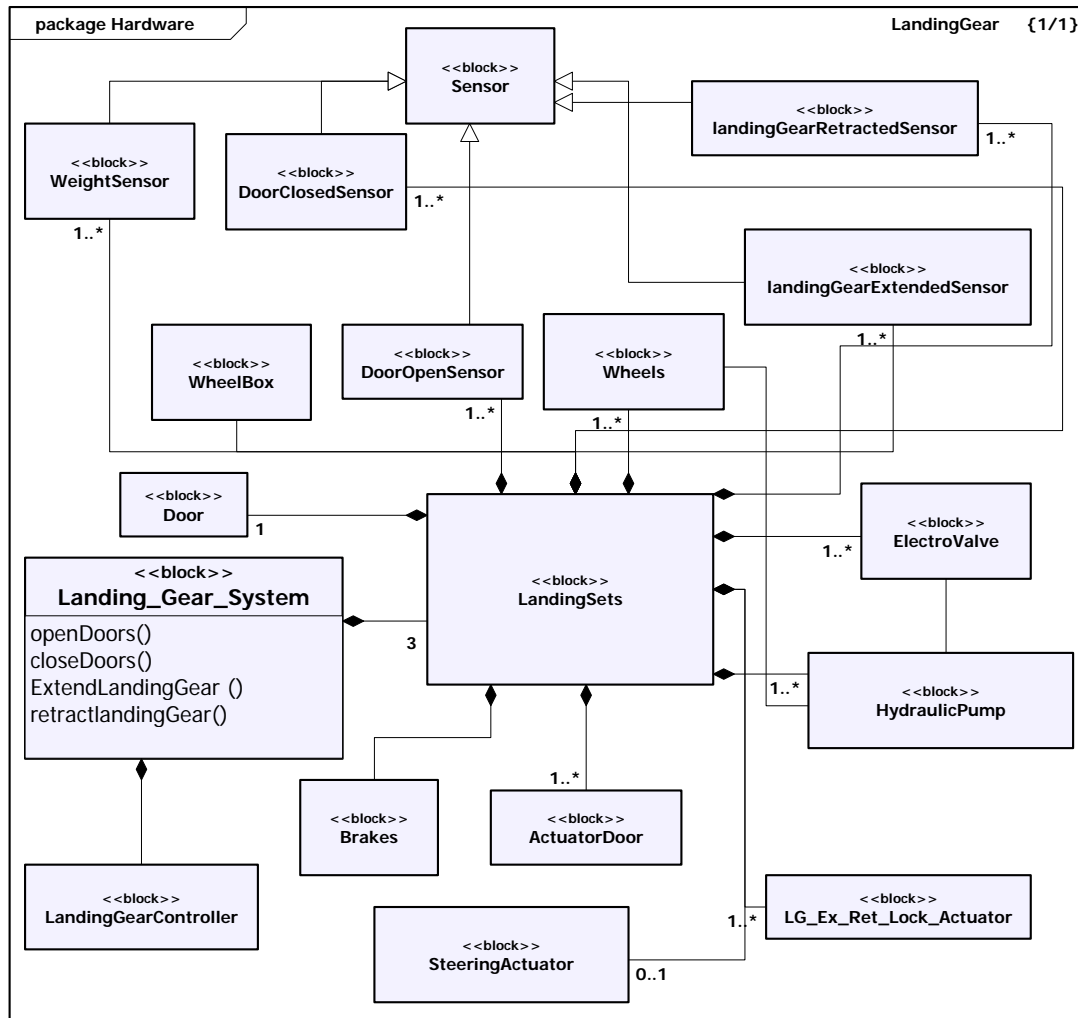 package Hardware
LandingGear {1/1}
<<block>>
Sensor
<<block>>
landingGearRetractedSensor
1..*
<<block>>
WeightSensor
1..*
<<block>>
DoorClosedSensor
1..*
<<block>>
landingGearExtendedSensor
1..*
<<block>>
WheelBox
<<block>>
DoorOpenSensor
1..*
<<block>>
Wheels
1..*
<<block>>
Door
1
<<block>>
ElectroValve
1..*
<<block>>
Landing_Gear_System
openDoors()
closeDoors()
ExtendLandingGear ()
retractlandingGear()
3
<<block>>
LandingSets
<<block>>
HydraulicPump
1..*
<<block>>
Brakes
1..*
<<block>>
ActuatorDoor
<<block>>
LandingGearController
<<block>>
SteeringActuator
0..1
<<block>>
LG_Ex_Ret_Lock_Actuator
1..*